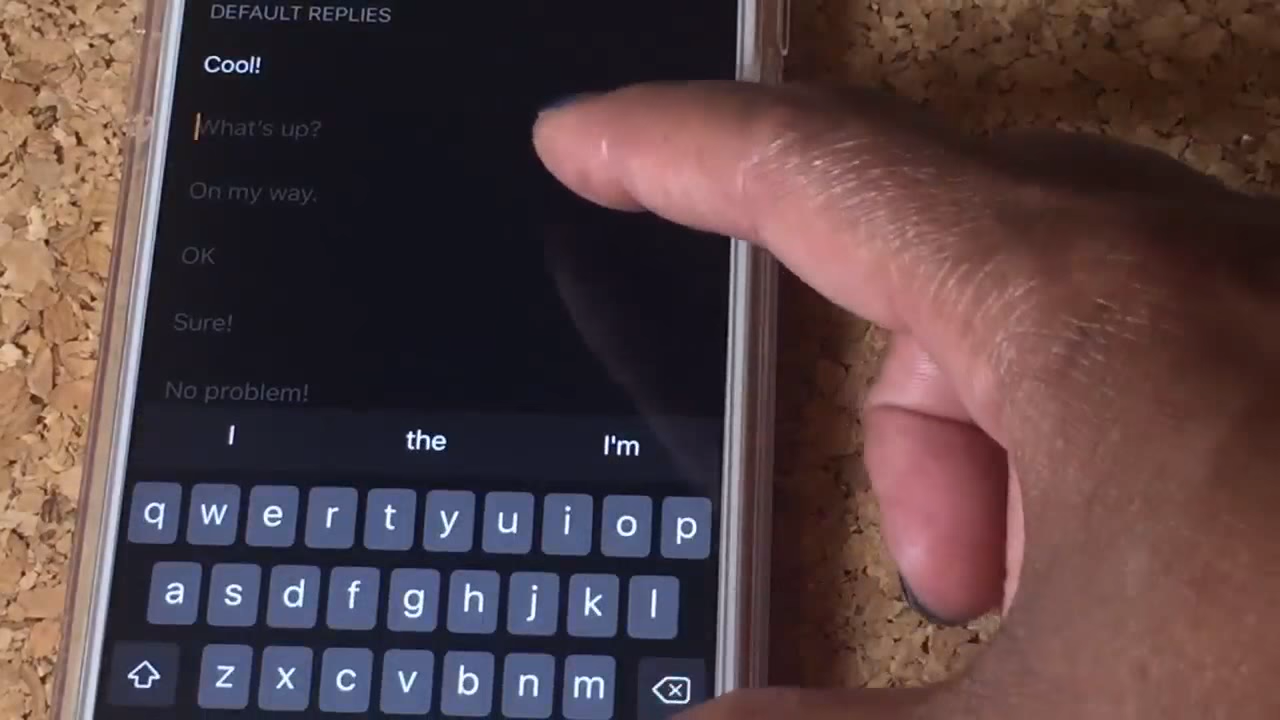 DEFAULT REPLIES
Cool!
What's up?
On my way.
OK
Sure!
No problem!
I the I'm
q w e r t y u i o p
a s d f g h j k l
z x c v b n m